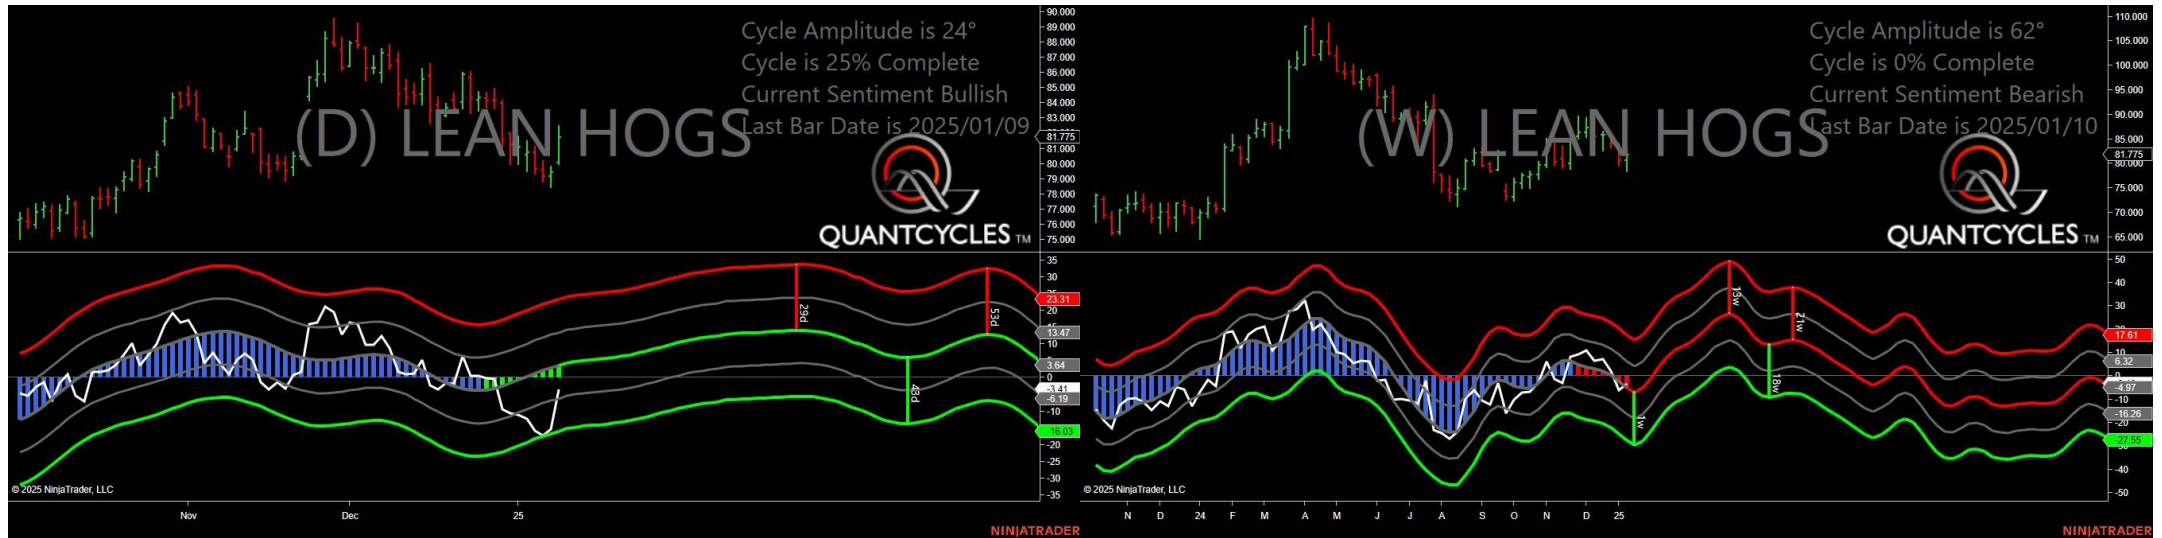 Cycle Amplitude is 24°
Cycle is 25% Complete
Current Sentiment Bullish
Last Bar Date is 2025/01/09
(D) LEAN HOGS
QUANTCYCLES TM
90.000
89.000
88.000
87.000
86.000
85.000
84.000
83.000
81.775
81.000
80.000
79.000
78.000
77.000
76.000
75.000
35
30
25
23.31
20
13.47
10
5
3.64
0
-3.41
-6.19
-10
-16.03
-20
-25
-30
-35
29d
43d
53d
© 2025 NinjaTrader, LLC
Nov
Dec
25
NINJATRADER
Cycle Amplitude is 62°
Cycle is 0% Complete
Current Sentiment Bearish
Last Bar Date is 2025/01/10
(W) LEAN HOGS
QUANTCYCLES TM
110.000
105.000
100.000
95.000
90.000
85.000
81.775
80.000
75.000
70.000
65.000
50
40
30
17.61
10
6.32
0
-4.97
-10
-16.26
-20
-27.55
-40
-50
1w
13w
18w
21w
© 2025 NinjaTrader, LLC
N D 24 F M A M J J A S O N D 25
NINJATRADER